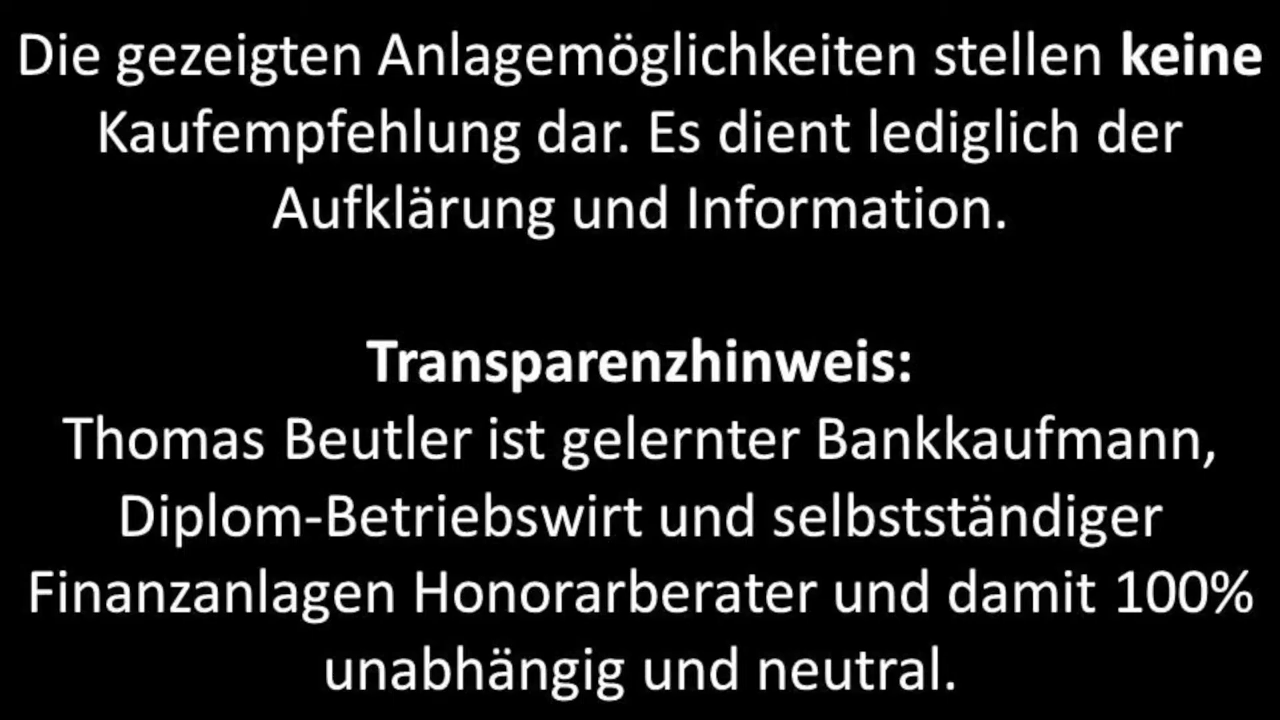 Die gezeigten Anlagemöglichkeiten stellen keine
Kaufempfehlung dar. Es dient lediglich der
Aufklärung und Information.
Transparenzhinweis:
Thomas Beutler ist gelernter Bankkaufmann,
Diplom-Betriebswirt und selbstständiger
Finanzanlagen Honorarberater und damit 100%
unabhängig und neutral.